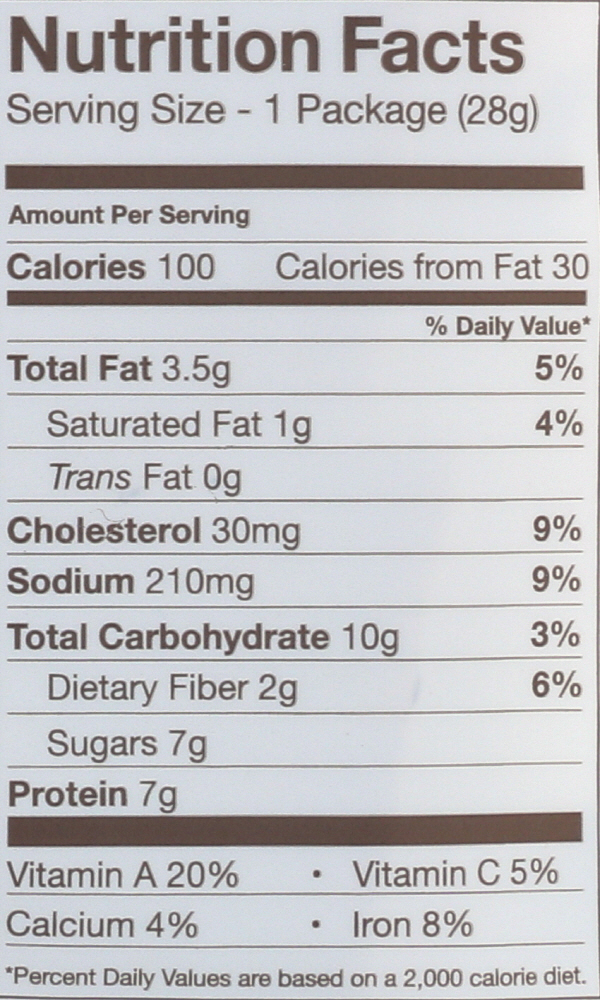 Nutrition Facts
Serving Size - 1 Package (28g)
Amount Per Serving
Calories 100 Calories from Fat 30
% Daily Value*
Total Fat 3.5g 5%
Saturated Fat 1g 4%
Trans Fat 0g
Cholesterol 30mg 9%
Sodium 210mg 9%
Total Carbohydrate 10g 3%
Dietary Fiber 2g 6%
Sugars 7g
Protein 7g
Vitamin A 20% • Vitamin C 5%
Calcium 4% • Iron 8%
*Percent Daily Values are based on a 2,000 calorie diet.